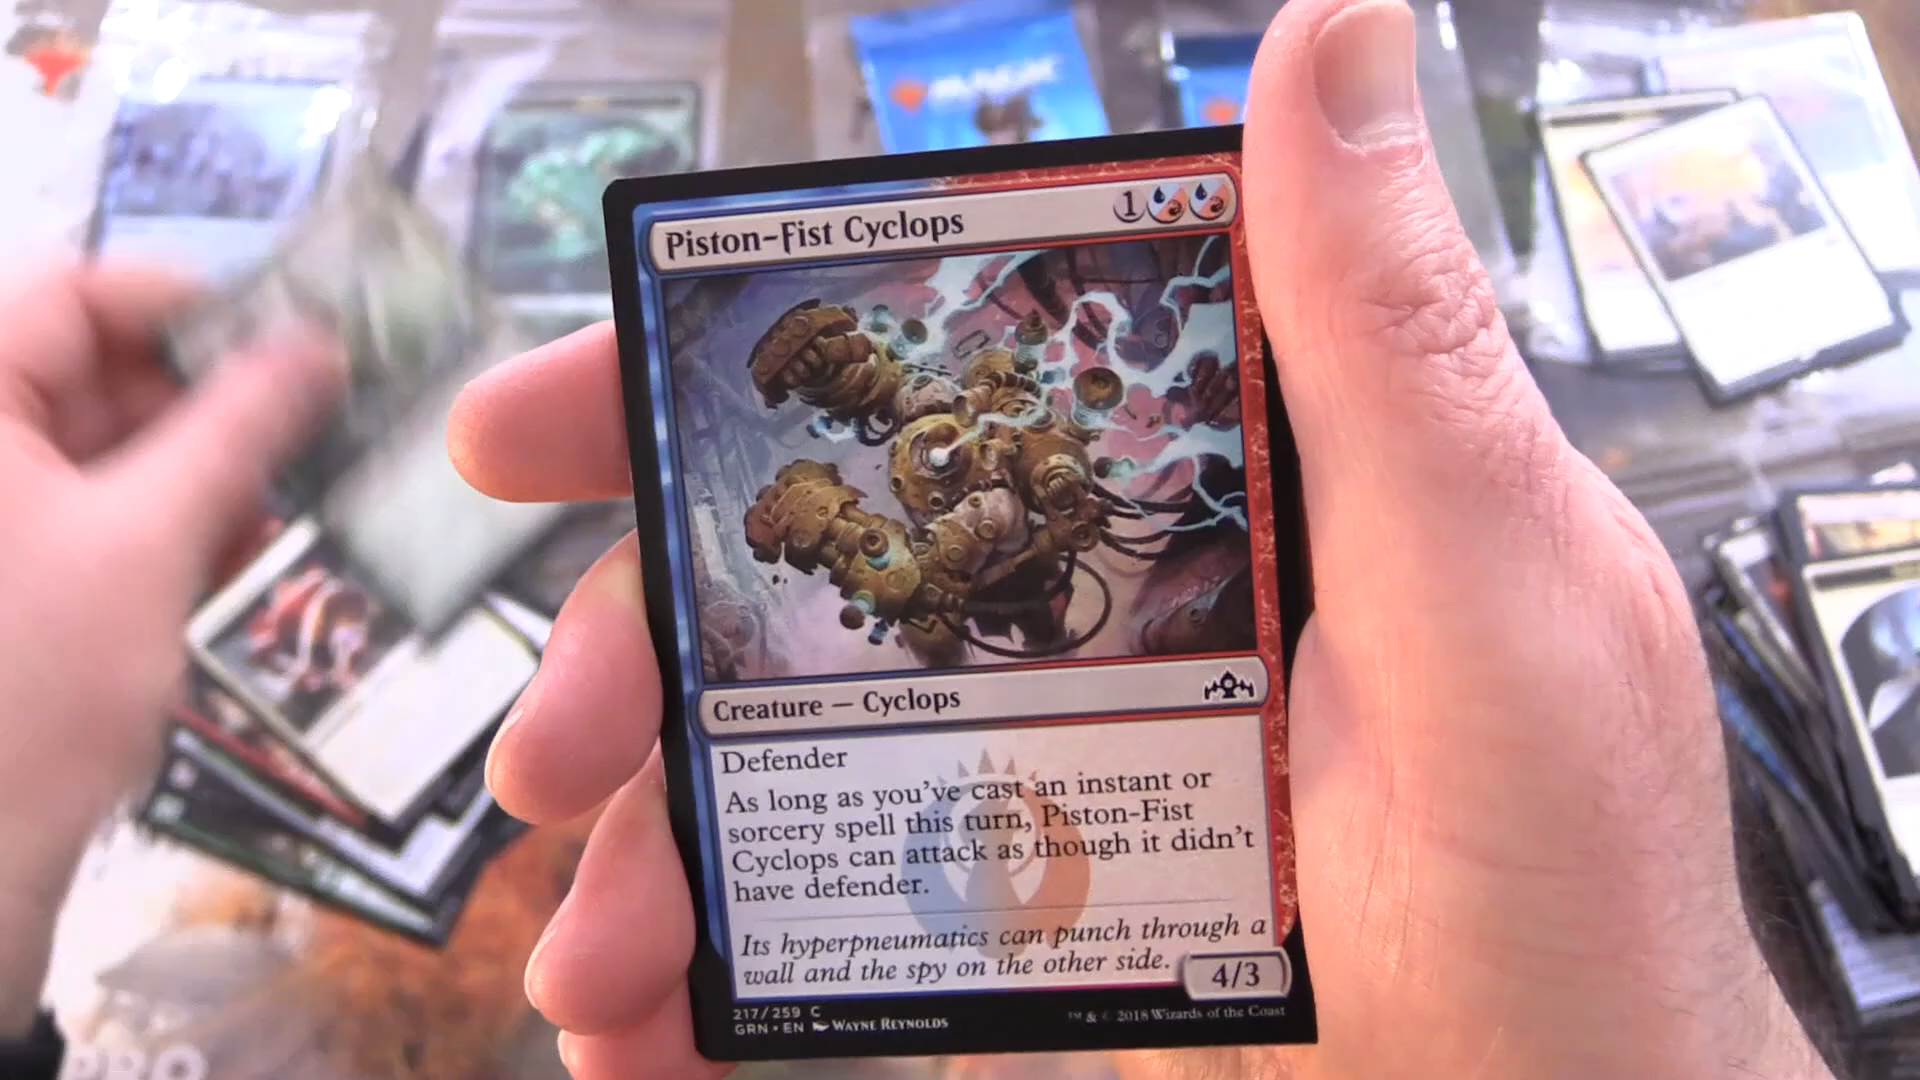 MAGIC
Piston-Fist Cyclops
1
Creature — Cyclops
Defender
As long as you've cast an instant or
sorcery spell this turn, Piston-Fist
Cyclops can attack as though it didn't
have defender.
Its hyperpneumatics can punch through a
wall and the spy on the other side.
4/3
217/259 C
GRN • EN WAYNE REYNOLDS
™ & © 2018 Wizards of the Coast
PRO